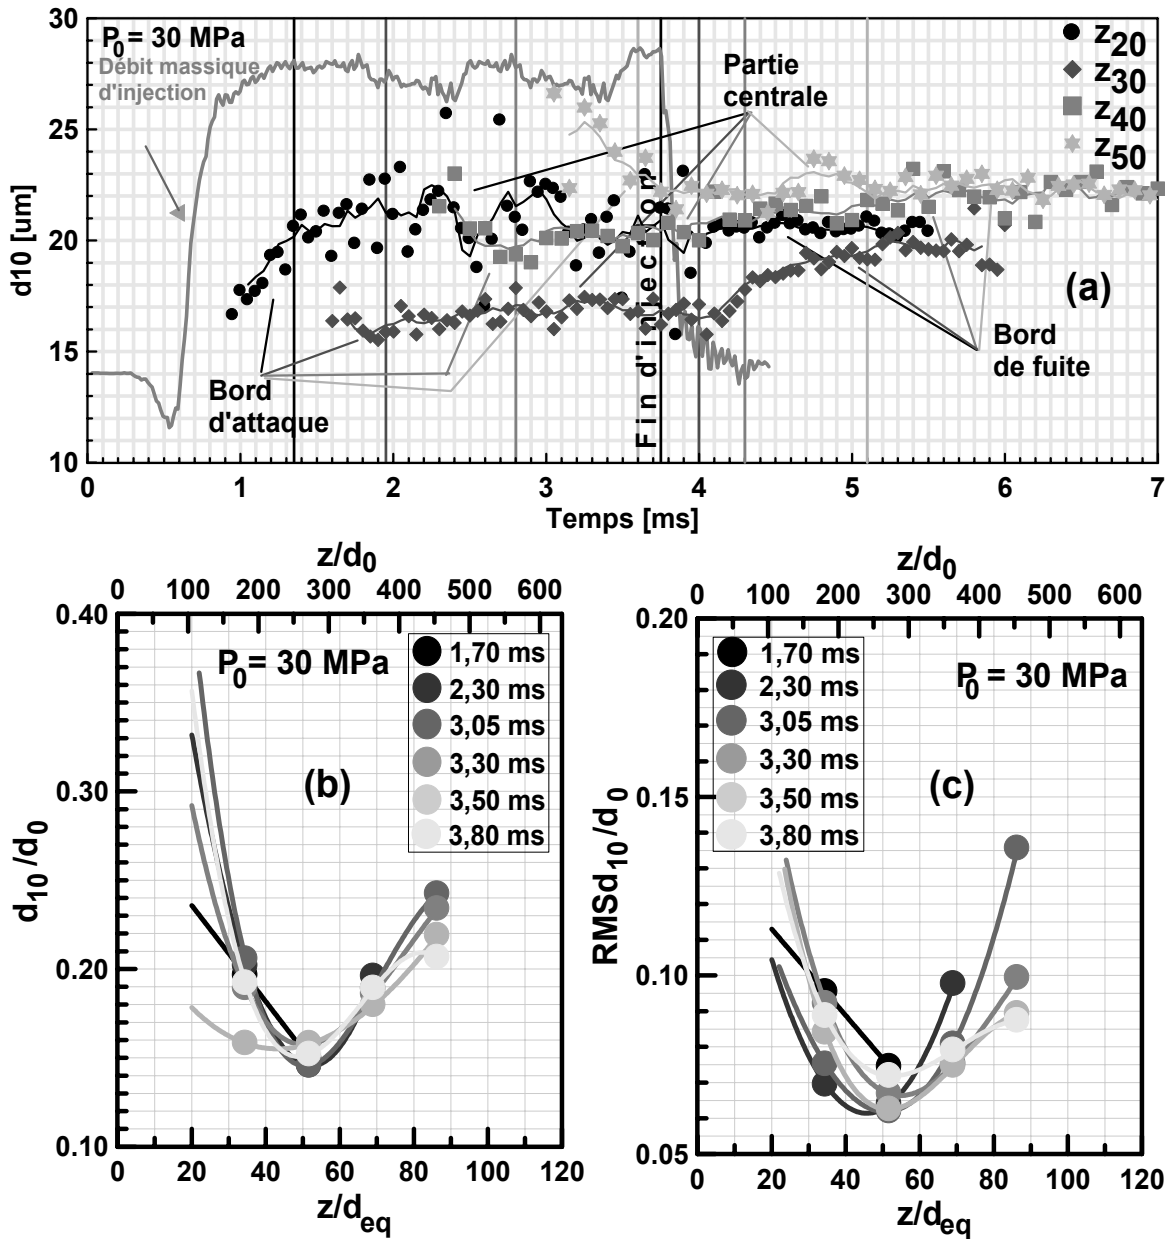 30
25
20
15
10
d10 [um]
P0 = 30 MPa
Débit massique
d'injection
Partie
centrale
z20
z30
z40
z50
(a)
Bord
d'attaque
Fin d'injection
Bord
de fuite
0 1 2 3 4 5 6 7
Temps [ms]
z/d0
0 100 200 300 400 500 600
0.40
0.30
0.20
0.10
d10/d0
P0 = 30 MPa
1,70 ms
2,30 ms
3,05 ms
3,30 ms
3,50 ms
3,80 ms
(b)
0 20 40 60 80 100 120
z/deq
z/d0
0 100 200 300 400 500 600
0.20
0.15
0.10
0.05
RMSd10/d0
1,70 ms
2,30 ms
3,05 ms
3,30 ms
3,50 ms
3,80 ms
P0 = 30 MPa
(c)
0 20 40 60 80 100 120
z/deq